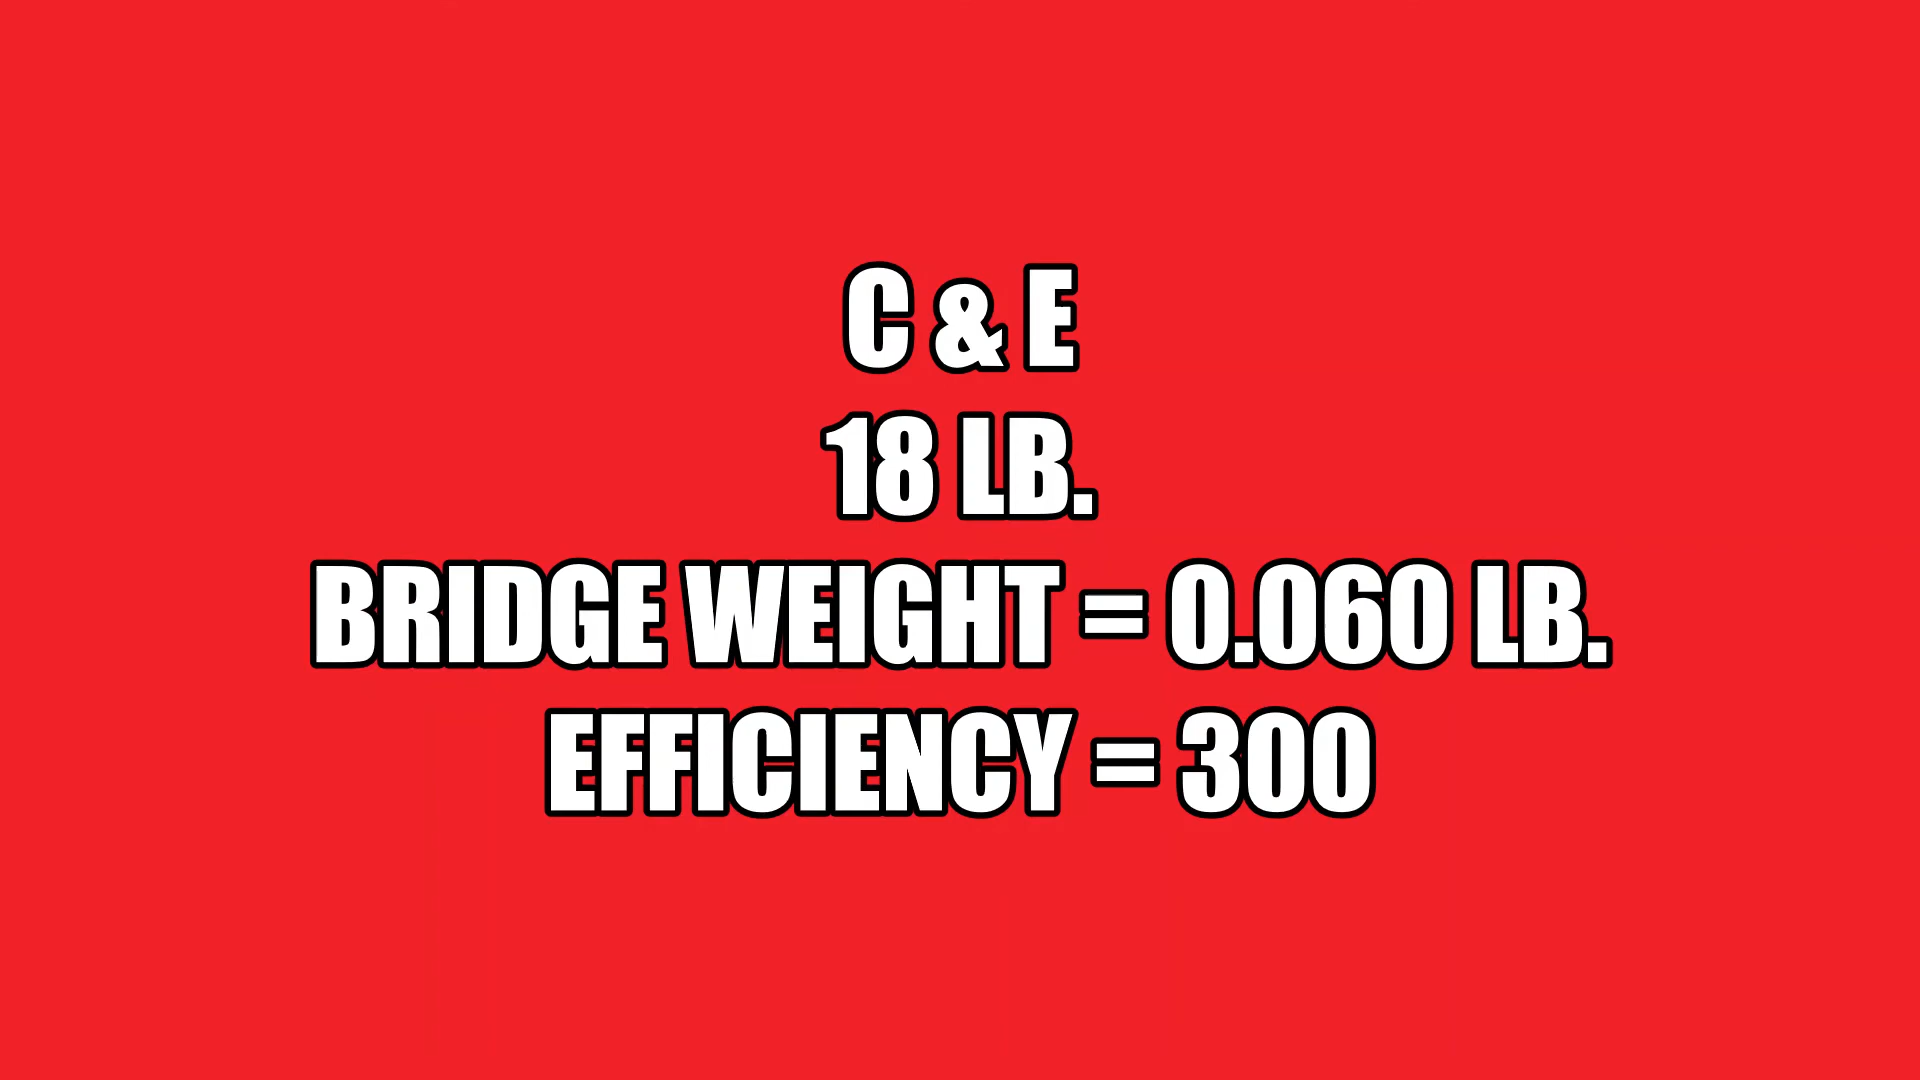 C & E
18 LB.
BRIDGE WEIGHT = 0.060 LB.
EFFICIENCY = 300